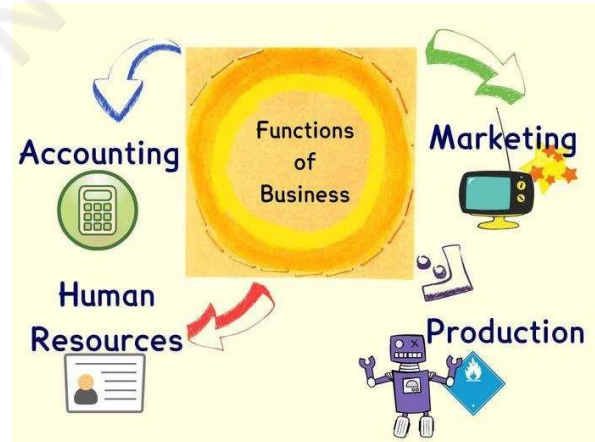 Functions
of
Business
Accounting
Marketing
Human
Resources
Production